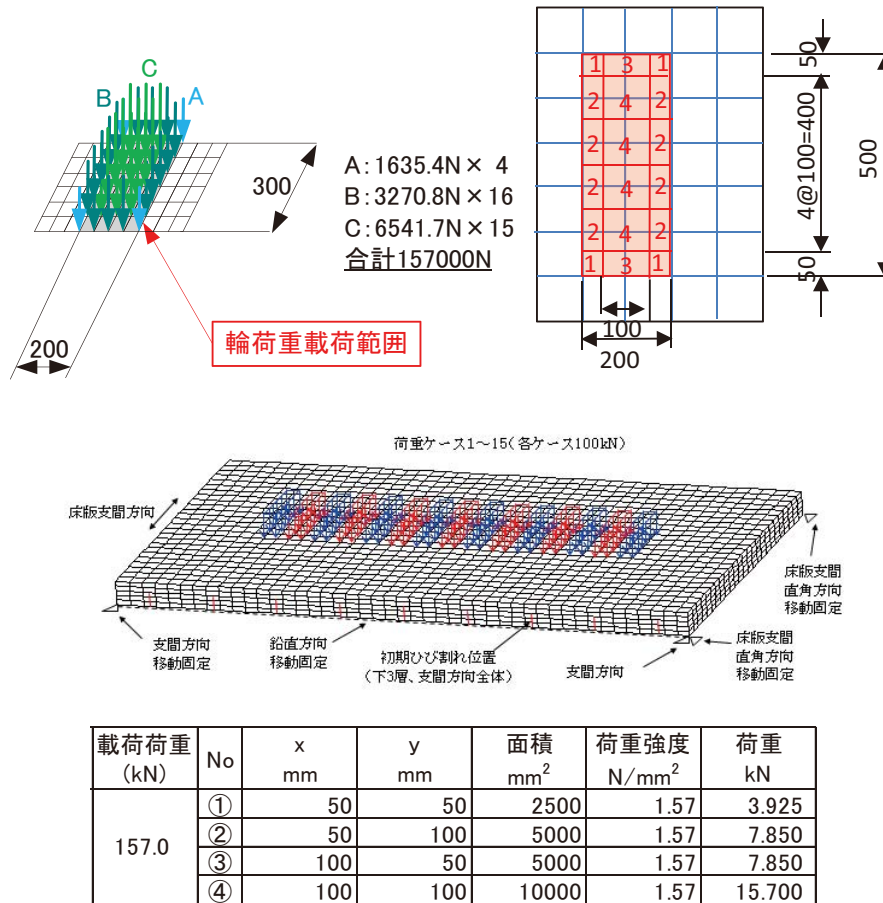 C
B
A
300
200
A:1635.4N× 4
B:3270.8N×16
C:6541.7N×15
合計157000N
輪荷重載荷範囲
1 3 1
2 4 2
2 4 2
2 4 2
2 4 2
1 3 1
50
4@100=400
50
500
100
200
荷重ケース1~15(各ケース100kN)
床版支間方向
床版支間
直角方向
移動固定
支間方向
移動固定
鉛直方向
移動固定
初期ひび割れ位置
(下3層、支間方向全体)
支間方向
床版支間
直角方向
移動固定
載荷荷重 (kN) No x mm y mm 面積 mm² 荷重強度 N/mm² 荷重 kN
157.0
① 50 50 2500 1.57 3.925
② 50 100 5000 1.57 7.850
③ 100 50 5000 1.57 7.850
④ 100 100 10000 1.57 15.700